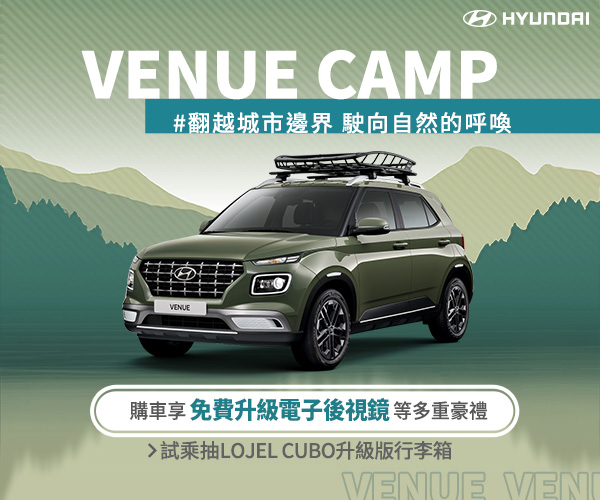 HYUNDAI
VENUE CAMP
#翻越城市邊界 駛向自然的呼喚
VENUE
購車享 免費升級電子後視鏡 等多重豪禮
>試乘抽LOJEL CUBO升級版行李箱
VENUE VENU